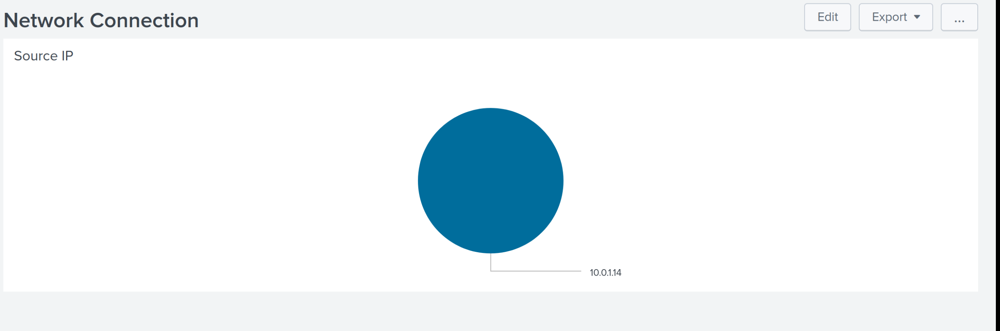 Network Connection
Edit
Export
...
Source IP
10.0.1.14